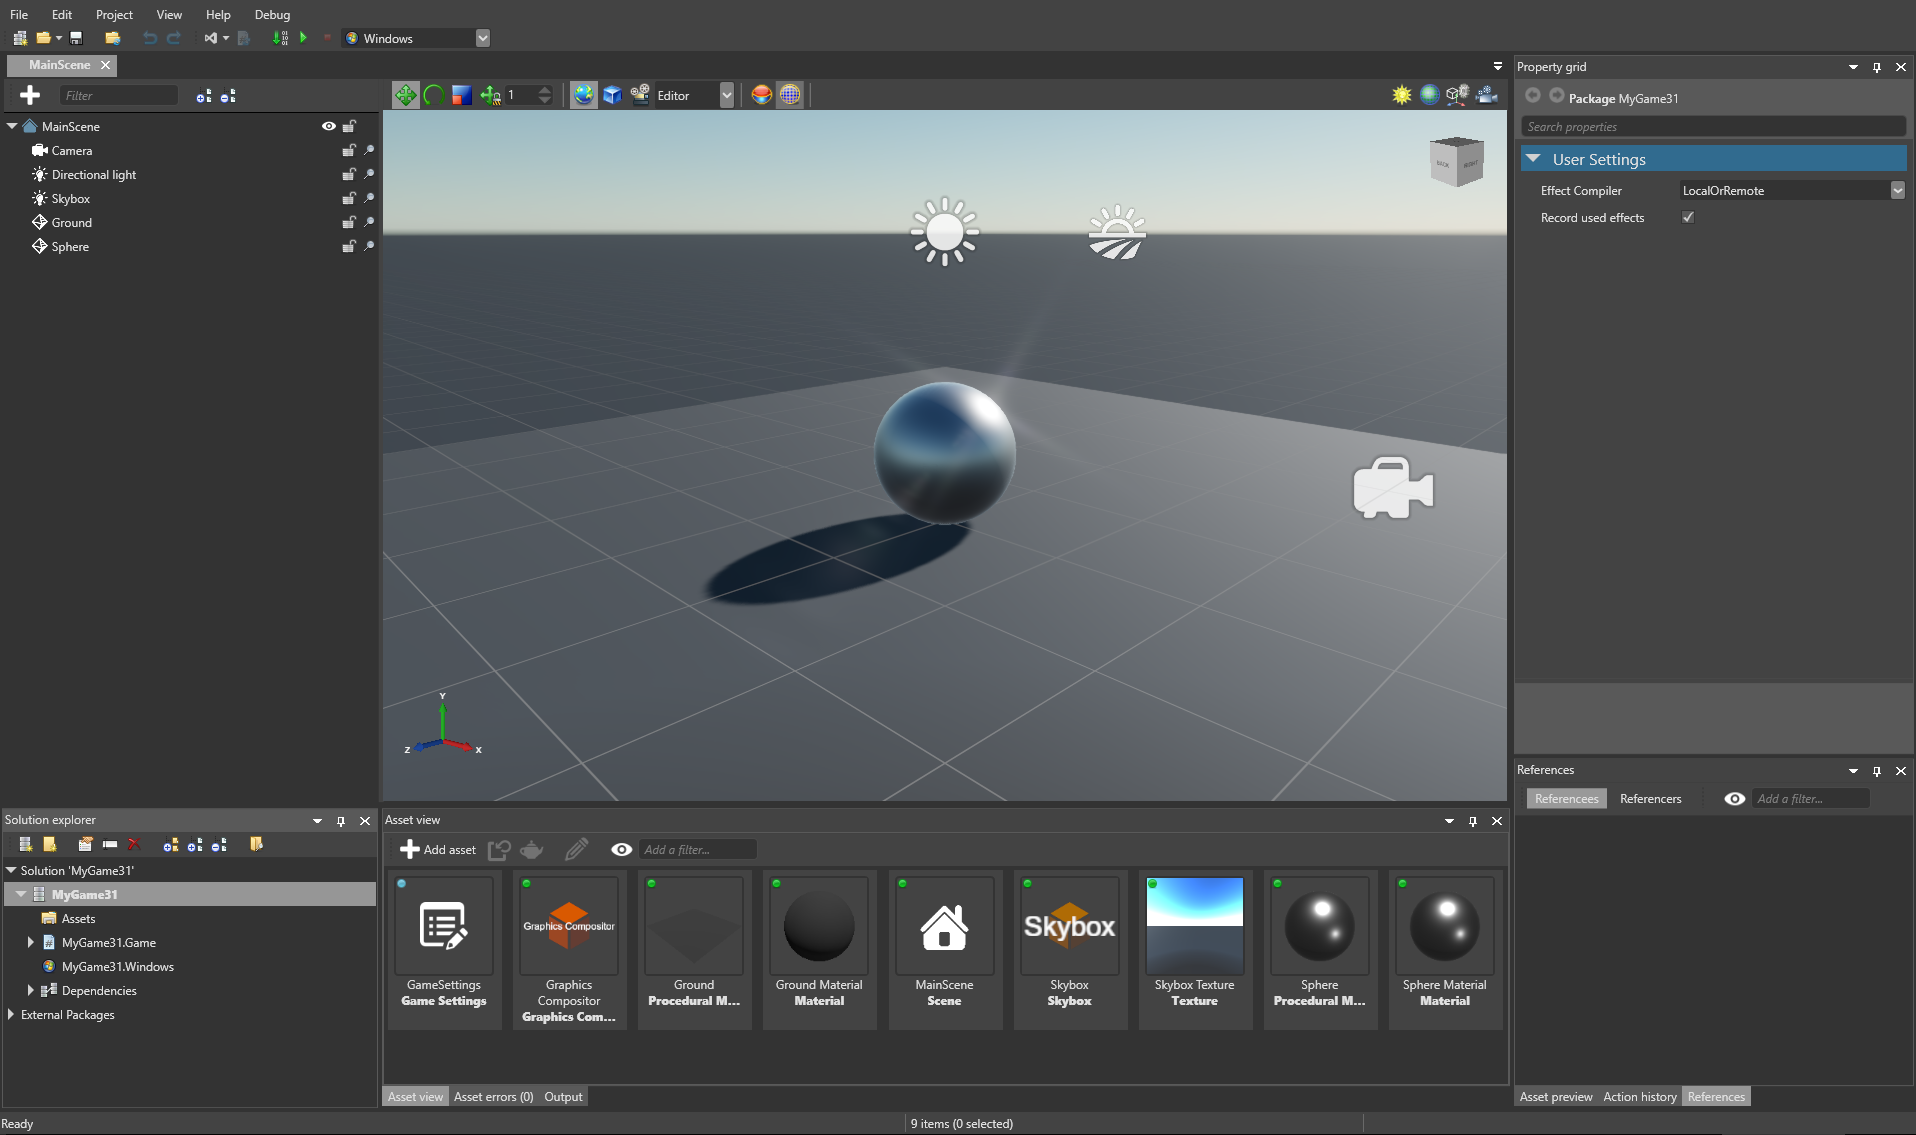 File Edit Project View Help Debug
Windows
MainScene
Filter
1
Editor
MainScene
Camera
Directional light
Skybox
Ground
Sphere
BACK
RIGHT
Y
Z
X
Property grid
Package MyGame31
Search properties
User Settings
Effect Compiler LocalOrRemote
Record used effects
References
Referencees Referencers Add a filter...
Solution explorer
Solution 'MyGame31'
MyGame31
Assets
MyGame31.Game
MyGame31.Windows
Dependencies
External Packages
Asset view
Add asset Add a filter...
Graphics Compositor
Skybox
GameSettings
Game Settings
Graphics
Compositor
Graphics Com...
Ground
Procedural M...
Ground Material
Material
MainScene
Scene
Skybox
Skybox
Skybox Texture
Texture
Sphere
Procedural M...
Sphere Material
Material
Asset view Asset errors (0) Output
Asset preview Action history References
Ready
9 items (0 selected)